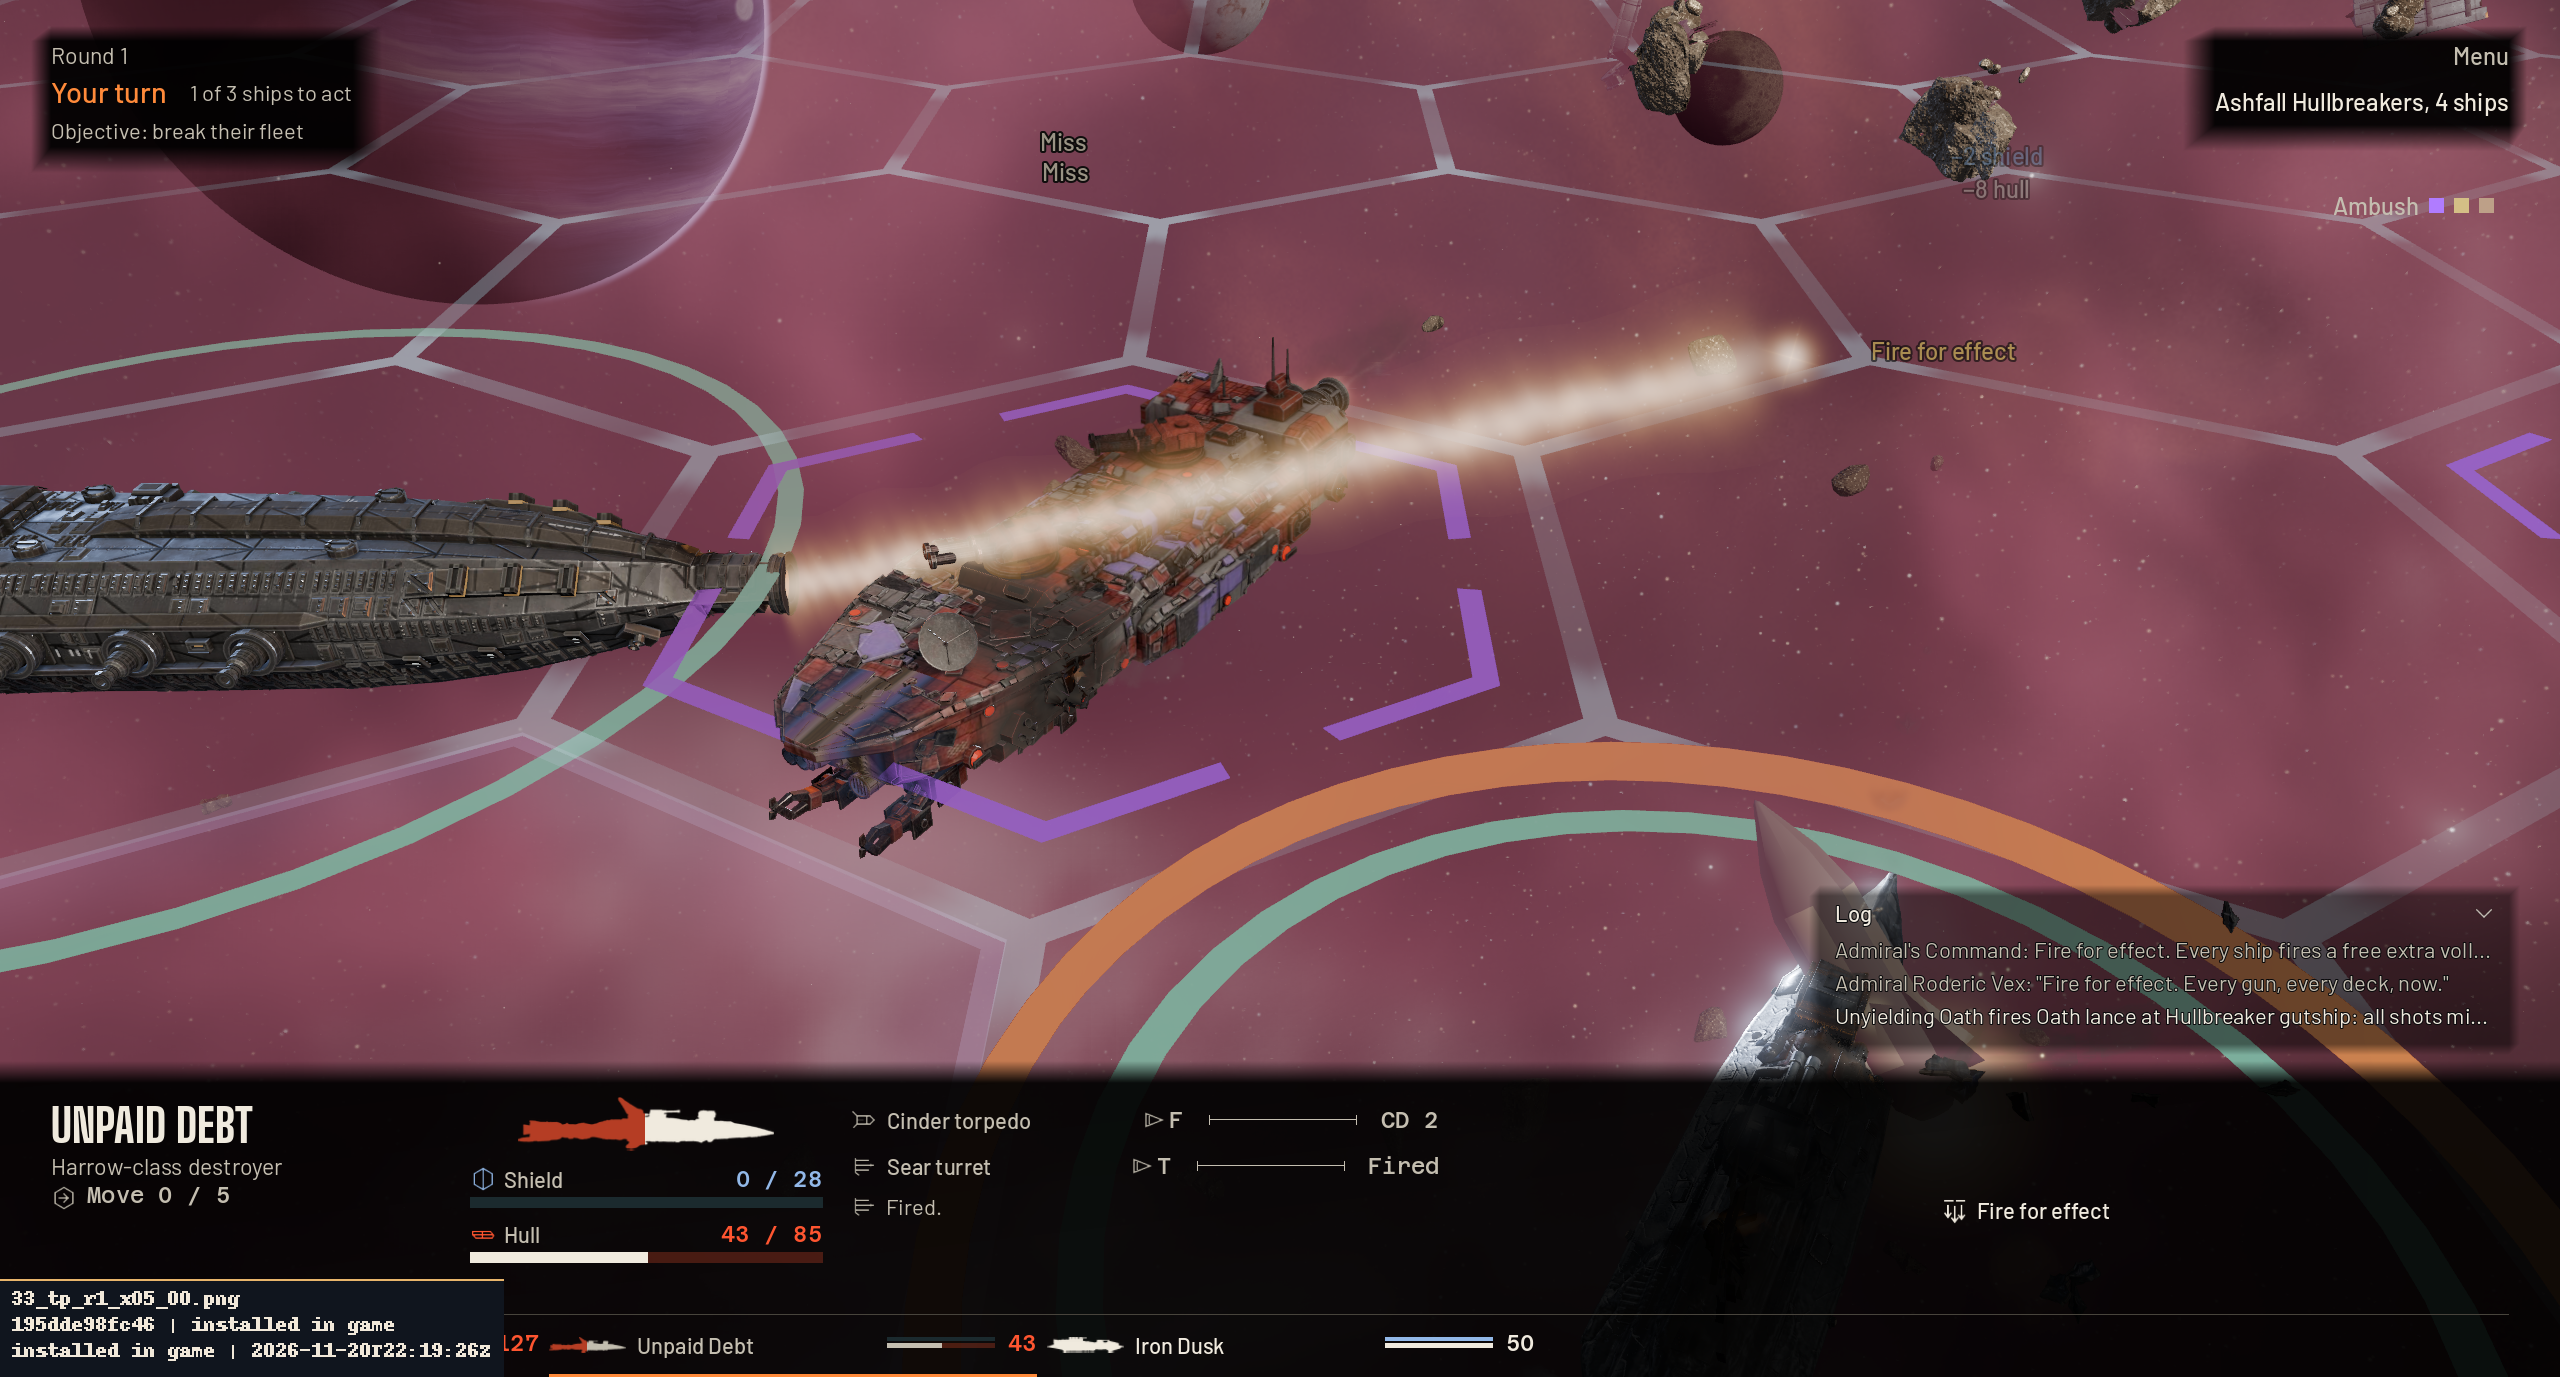 Round 1
Your turn 1 of 3 ships to act
Objective: break their fleet
Menu
Ashfall Hullbreakers, 4 ships
Ambush
Miss
Miss
-2 shield
-8 hull
Fire for effect
Log
Admiral's Command: Fire for effect. Every ship fires a free extra voll...
Admiral Roderic Vex: "Fire for effect. Every gun, every deck, now."
Unyielding Oath fires Oath lance at Hullbreaker gutship: all shots mi...
UNPAID DEBT
Harrow-class destroyer
Move 0 / 5
Shield 0 / 28
Hull 43 / 85
Cinder torpedo F CD 2
Sear turret T Fired
Fired.
Fire for effect
33_tp_r1_x05_00.png
195dde98fc46 | installed in game
installed in game | 2026-11-20T22:19:26Z
127 Unpaid Debt 43 Iron Dusk 50